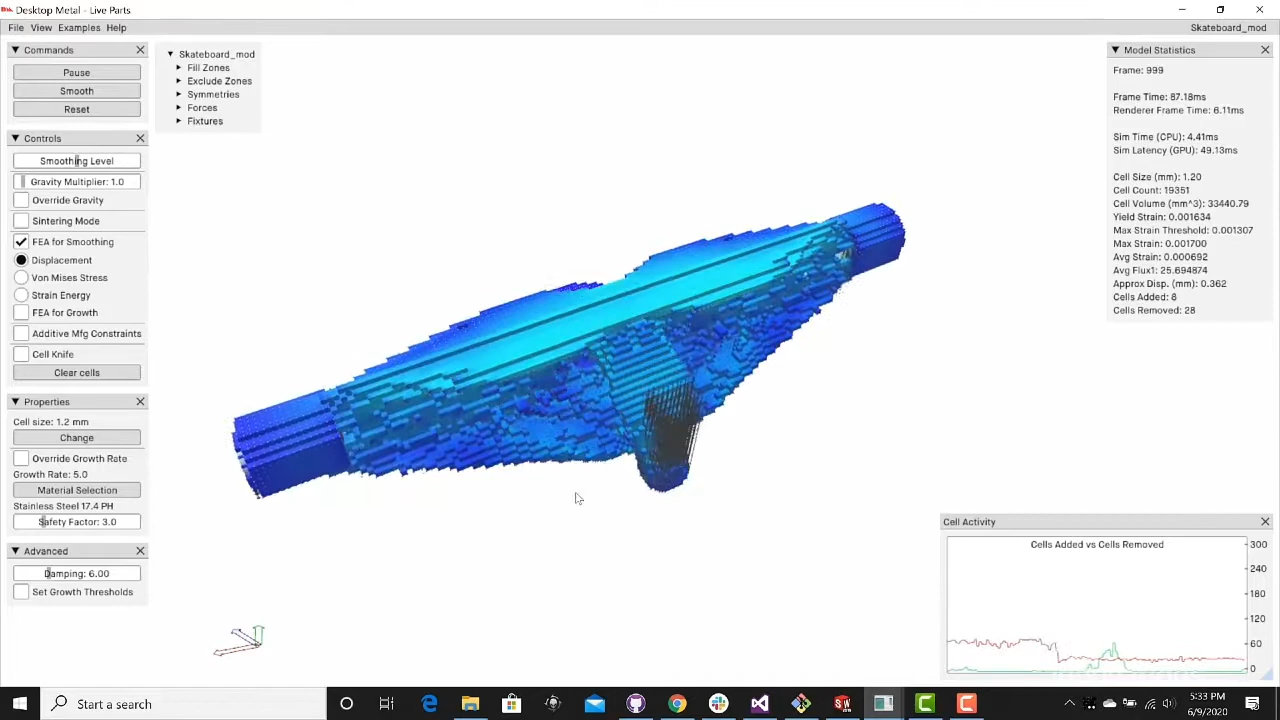 Desktop Metal - Live Parts
File View Examples Help
Skateboard_mod
Commands
Pause
Smooth
Reset
Controls
Smoothing Level
Gravity Multiplier: 1.0
Override Gravity
Sintering Mode
FEA for Smoothing
Displacement
Von Mises Stress
Strain Energy
FEA for Growth
Additive Mfg Constraints
Cell Knife
Clear cells
Properties
Cell size: 1.2 mm
Change
Override Growth Rate
Growth Rate: 5.0
Material Selection
Stainless Steel 17.4 PH
Safety Factor: 3.0
Advanced
Damping: 6.00
Set Growth Thresholds
Skateboard_mod
Fill Zones
Exclude Zones
Symmetries
Forces
Fixtures
Model Statistics
Frame: 999
Frame Time: 87.18ms
Renderer Frame Time: 6.11ms
Sim Time (CPU): 4.41ms
Sim Latency (GPU): 49.13ms
Cell Size (mm): 1.20
Cell Count: 19351
Cell Volume (mm^3): 33440.79
Yield Strain: 0.001634
Max Strain Threshold: 0.001307
Max Strain: 0.001700
Avg Strain: 0.000692
Avg Flux1: 25.694874
Approx Disp. (mm): 0.362
Cells Added: 8
Cells Removed: 28
Cell Activity
Cells Added vs Cells Removed
300
240
180
120
60
0
Start a search
5:33 PM
6/9/2020